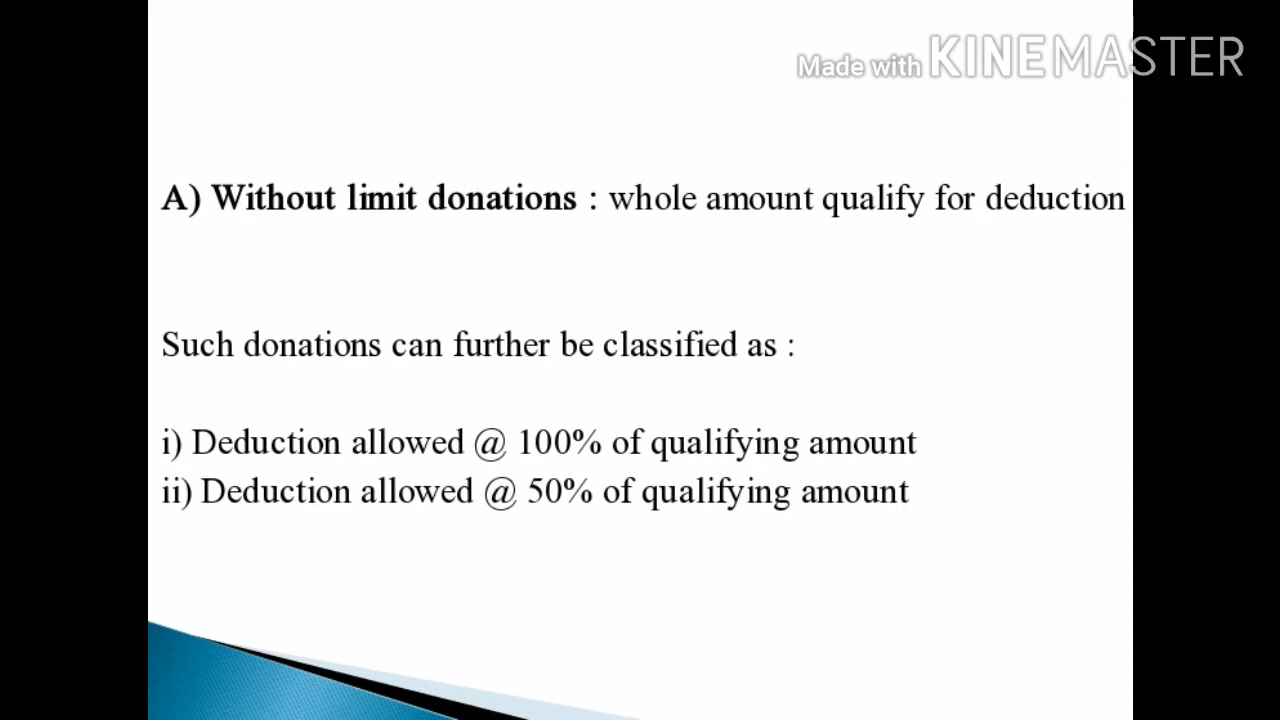 Made with KINEMASTER
A) Without limit donations : whole amount qualify for deduction
Such donations can further be classified as :
i) Deduction allowed @ 100% of qualifying amount
ii) Deduction allowed @ 50% of qualifying amount